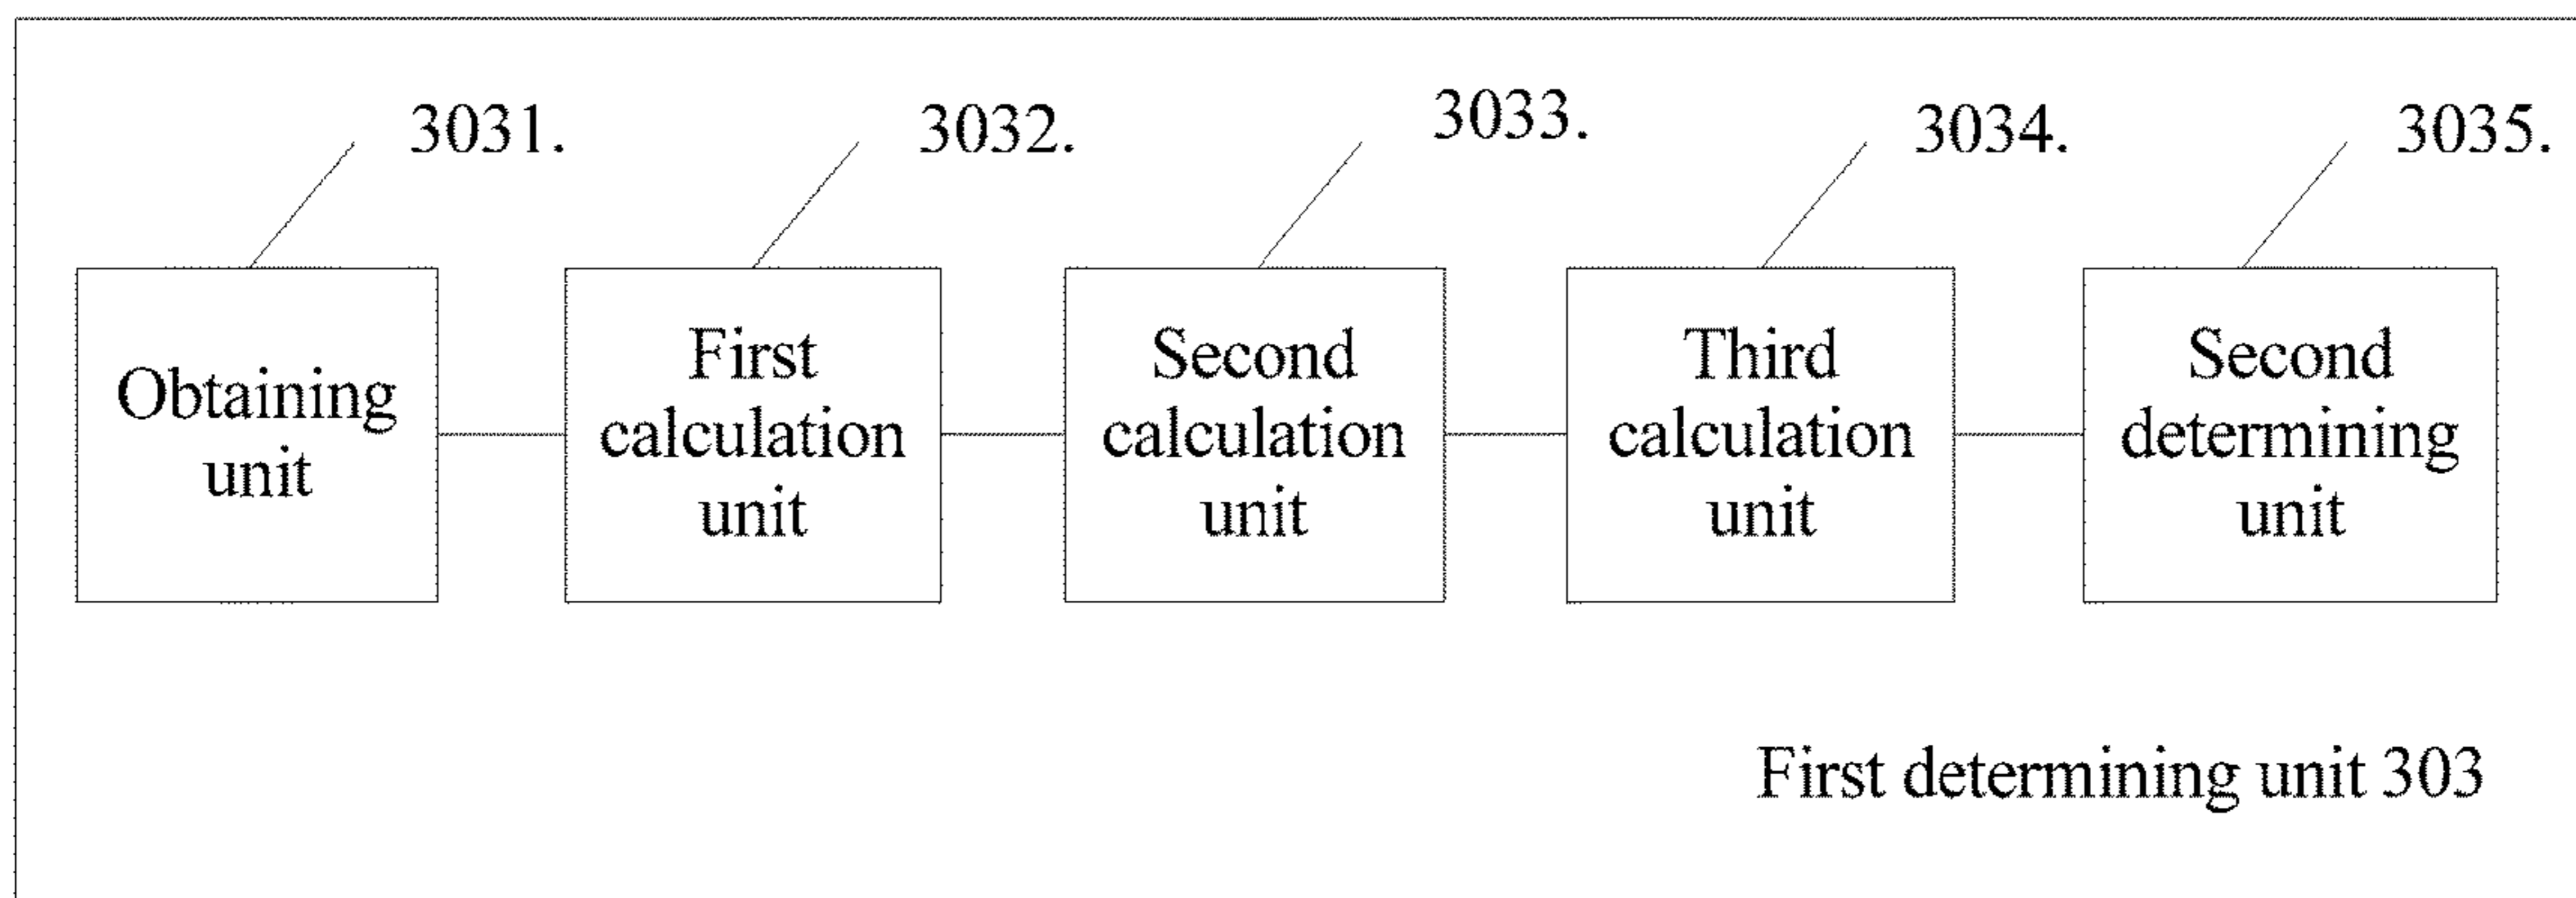 3031.
3032.
3033.
3034.
3035.
Obtaining
unit
First
calculation
unit
Second
calculation
unit
Third
calculation
unit
Second
determining
unit
First determining unit 303